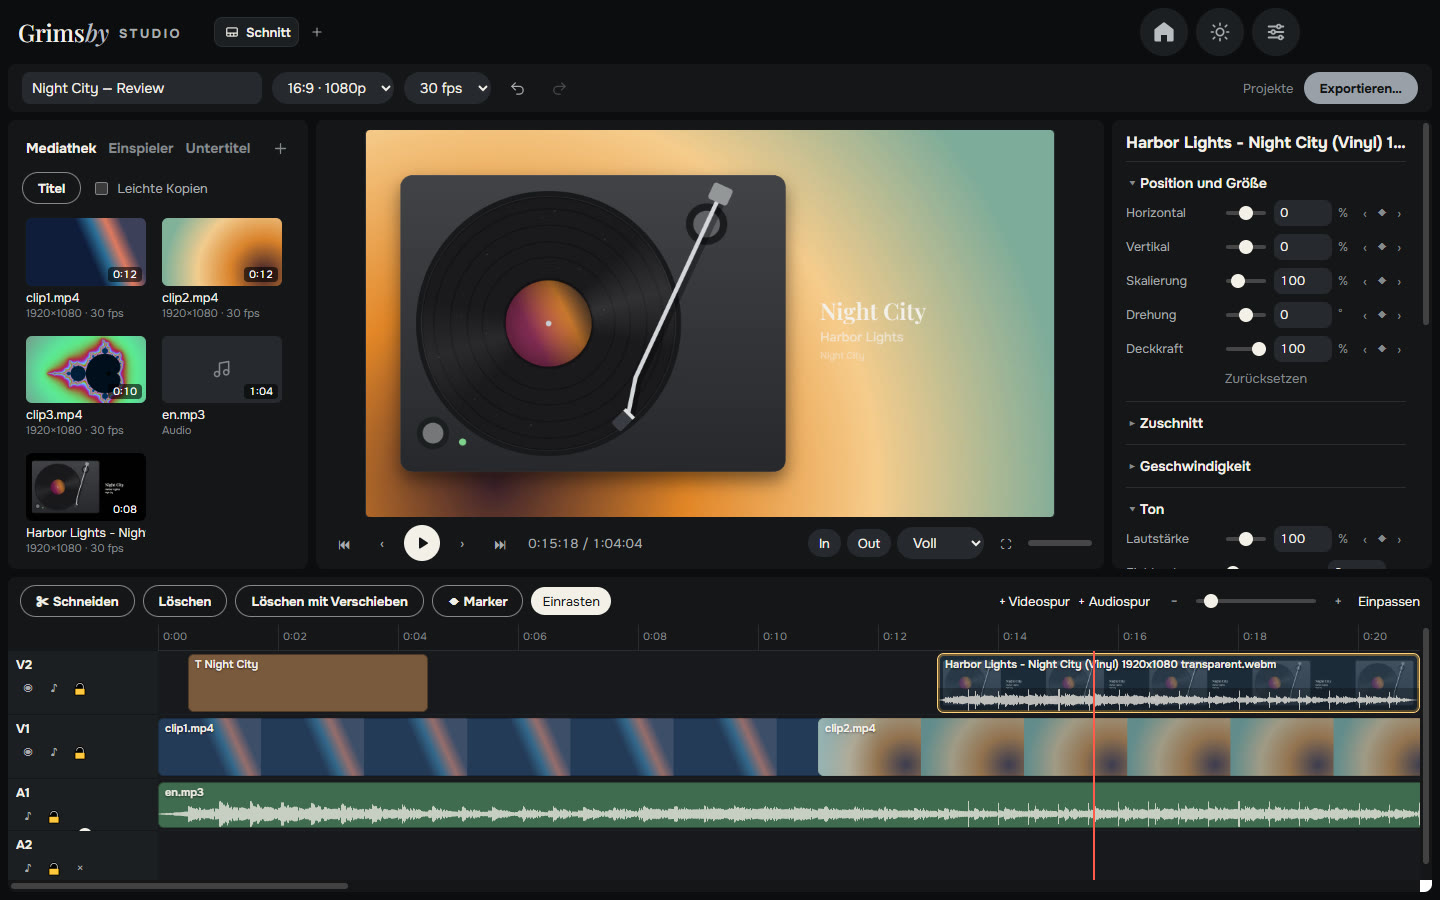 Grimsby STUDIO
Schnitt +
Night City — Review
16:9 · 1080p
30 fps
Projekte
Exportieren...
Mediathek Einspieler Untertitel +
Titel
Leichte Kopien
0:12
clip1.mp4
1920×1080 · 30 fps
0:12
clip2.mp4
1920×1080 · 30 fps
0:10
clip3.mp4
1920×1080 · 30 fps
1:04
en.mp3
Audio
0:08
Harbor Lights - Nigh
1920×1080 · 30 fps
Night City
Harbor Lights
Night City
0:15:18 / 1:04:04
In
Out
Voll
Harbor Lights - Night City (Vinyl) 1...
Position und Größe
Horizontal 0 %
Vertikal 0 %
Skalierung 100 %
Drehung 0 °
Deckkraft 100 %
Zurücksetzen
Zuschnitt
Geschwindigkeit
Ton
Lautstärke 100 %
Schneiden
Löschen
Löschen mit Verschieben
Marker
Einrasten
+ Videospur + Audiospur
− +
Einpassen
0:00 0:02 0:04 0:06 0:08 0:10 0:12 0:14 0:16 0:18 0:20
V2
T Night City
Harbor Lights - Night City (Vinyl) 1920x1080 transparent.webm
V1
clip1.mp4
clip2.mp4
A1
en.mp3
A2
×